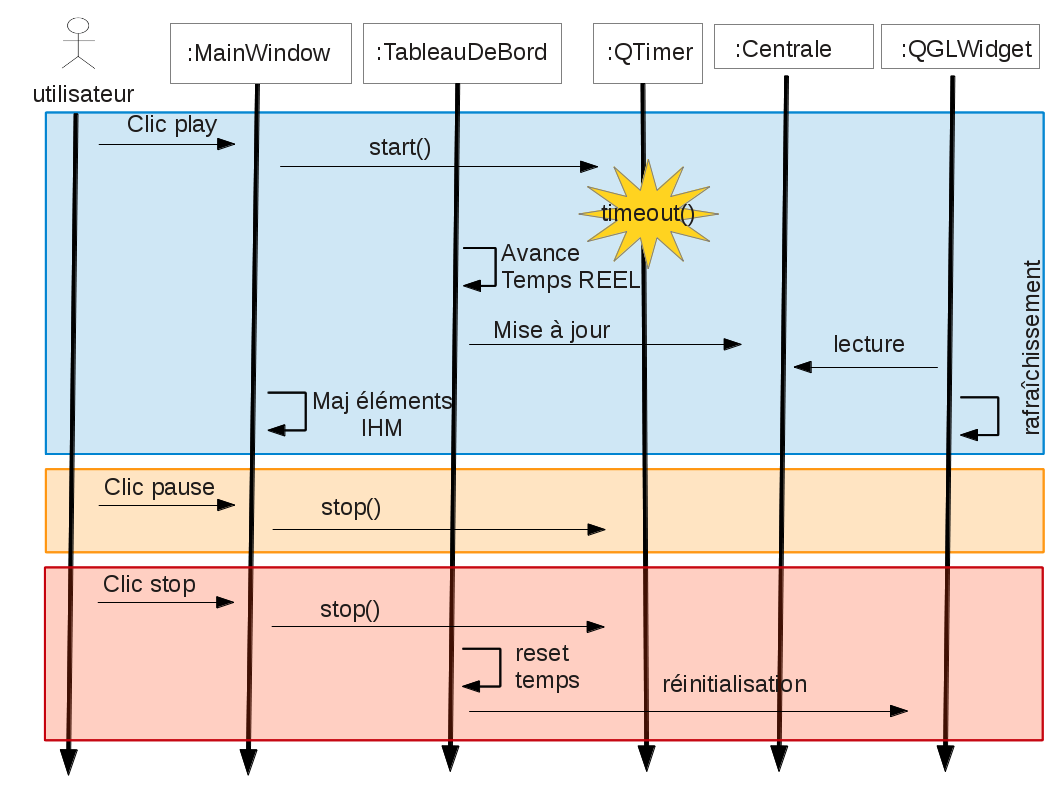 :MainWindow
:TableauDeBord
:QTimer
:Centrale
:QGLWidget
utilisateur
Clic play
start()
timeout()
Avance
Temps REEL
Mise à jour
lecture
rafraîchissement
Maj éléments
IHM
Clic pause
stop()
Clic stop
stop()
reset
temps
réinitialisation